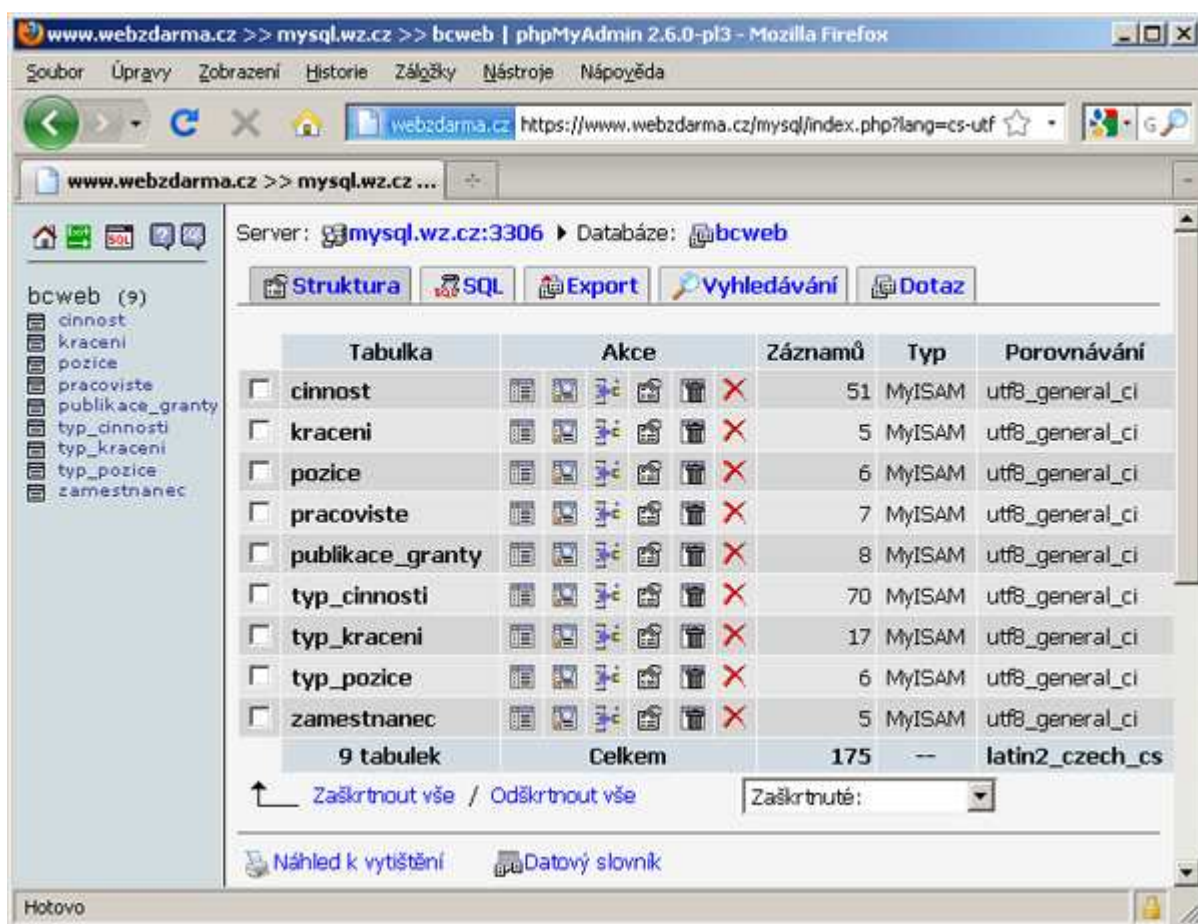 www.webzdarma.cz >> mysql.wz.cz >> bcweb | phpMyAdmin 2.6.0-pl3 - Mozilla Firefox
Soubor Úpravy Zobrazení Historie Záložky Nástroje Nápověda
webzdarma.cz https://www.webzdarma.cz/mysql/index.php?lang=cs-utf G
www.webzdarma.cz >> mysql.wz.cz ...
SQL
bcweb (9)
cinnost
kraceni
pozice
pracoviste
publikace_granty
typ_cinnosti
typ_kraceni
typ_pozice
zamestnanec
Server: mysql.wz.cz:3306 Databáze: bcweb
Struktura SQL Export Vyhledávání Dotaz
Tabulka Akce Záznamů Typ Porovnávání
cinnost 51 MyISAM utf8_general_ci
kraceni 5 MyISAM utf8_general_ci
pozice 6 MyISAM utf8_general_ci
pracoviste 7 MyISAM utf8_general_ci
publikace_granty 8 MyISAM utf8_general_ci
typ_cinnosti 70 MyISAM utf8_general_ci
typ_kraceni 17 MyISAM utf8_general_ci
typ_pozice 6 MyISAM utf8_general_ci
zamestnanec 5 MyISAM utf8_general_ci
9 tabulek Celkem 175 -- latin2_czech_cs
Zaškrtnout vše / Odškrtnout vše Zaškrtnuté:
Náhled k vytištění Datový slovník
Hotovo